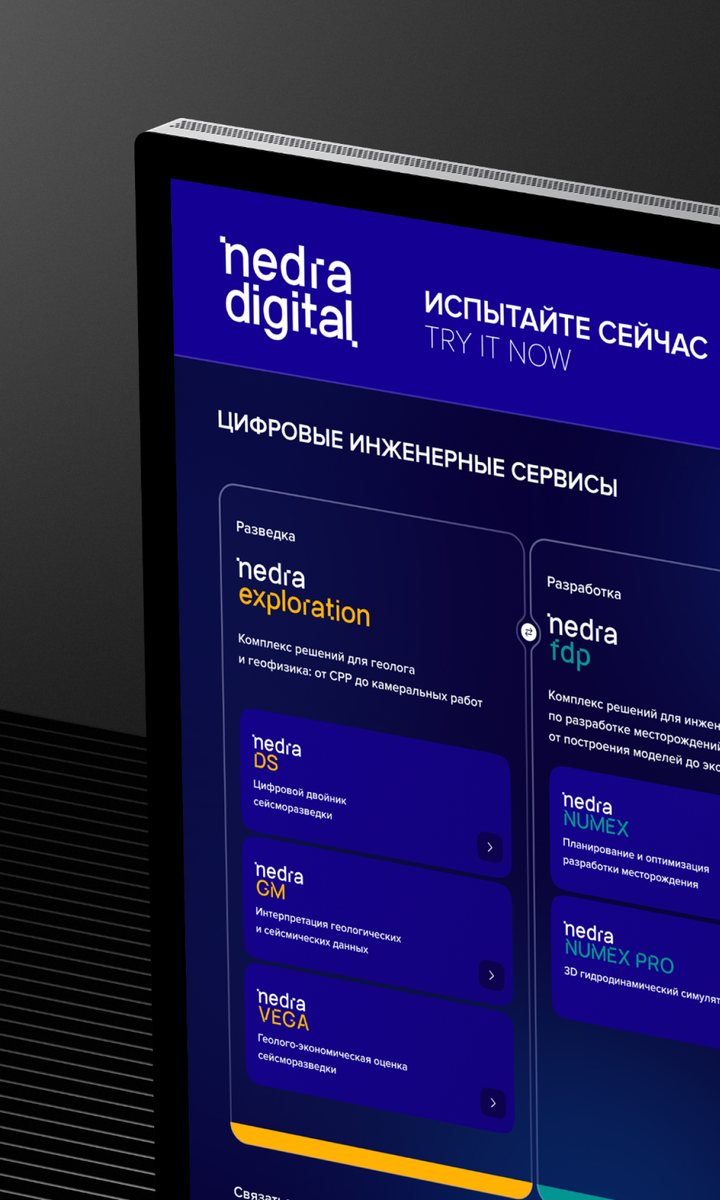 nedra
digital
ИСПЫТАЙТЕ СЕЙЧАС
TRY IT NOW
ЦИФРОВЫЕ ИНЖЕНЕРНЫЕ СЕРВИСЫ
Разведка
nedra
exploration
Комплекс решений для геолога
и геофизика: от СРР до камеральных работ
nedra
DS
Цифровой двойник
сейсморазведки
nedra
GM
Интерпретация геологических
и сейсмических данных
nedra
VEGA
Геолого-экономическая оценка
сейсморазведки
Разработка
nedra
fdp
Комплекс решений для инжен
по разработке месторождений
от построения моделей до эк
nedra
NUMEX
Планирование и оптимизация
разработки месторождения
nedra
NUMEX PRO
3D гидродинамический симулят